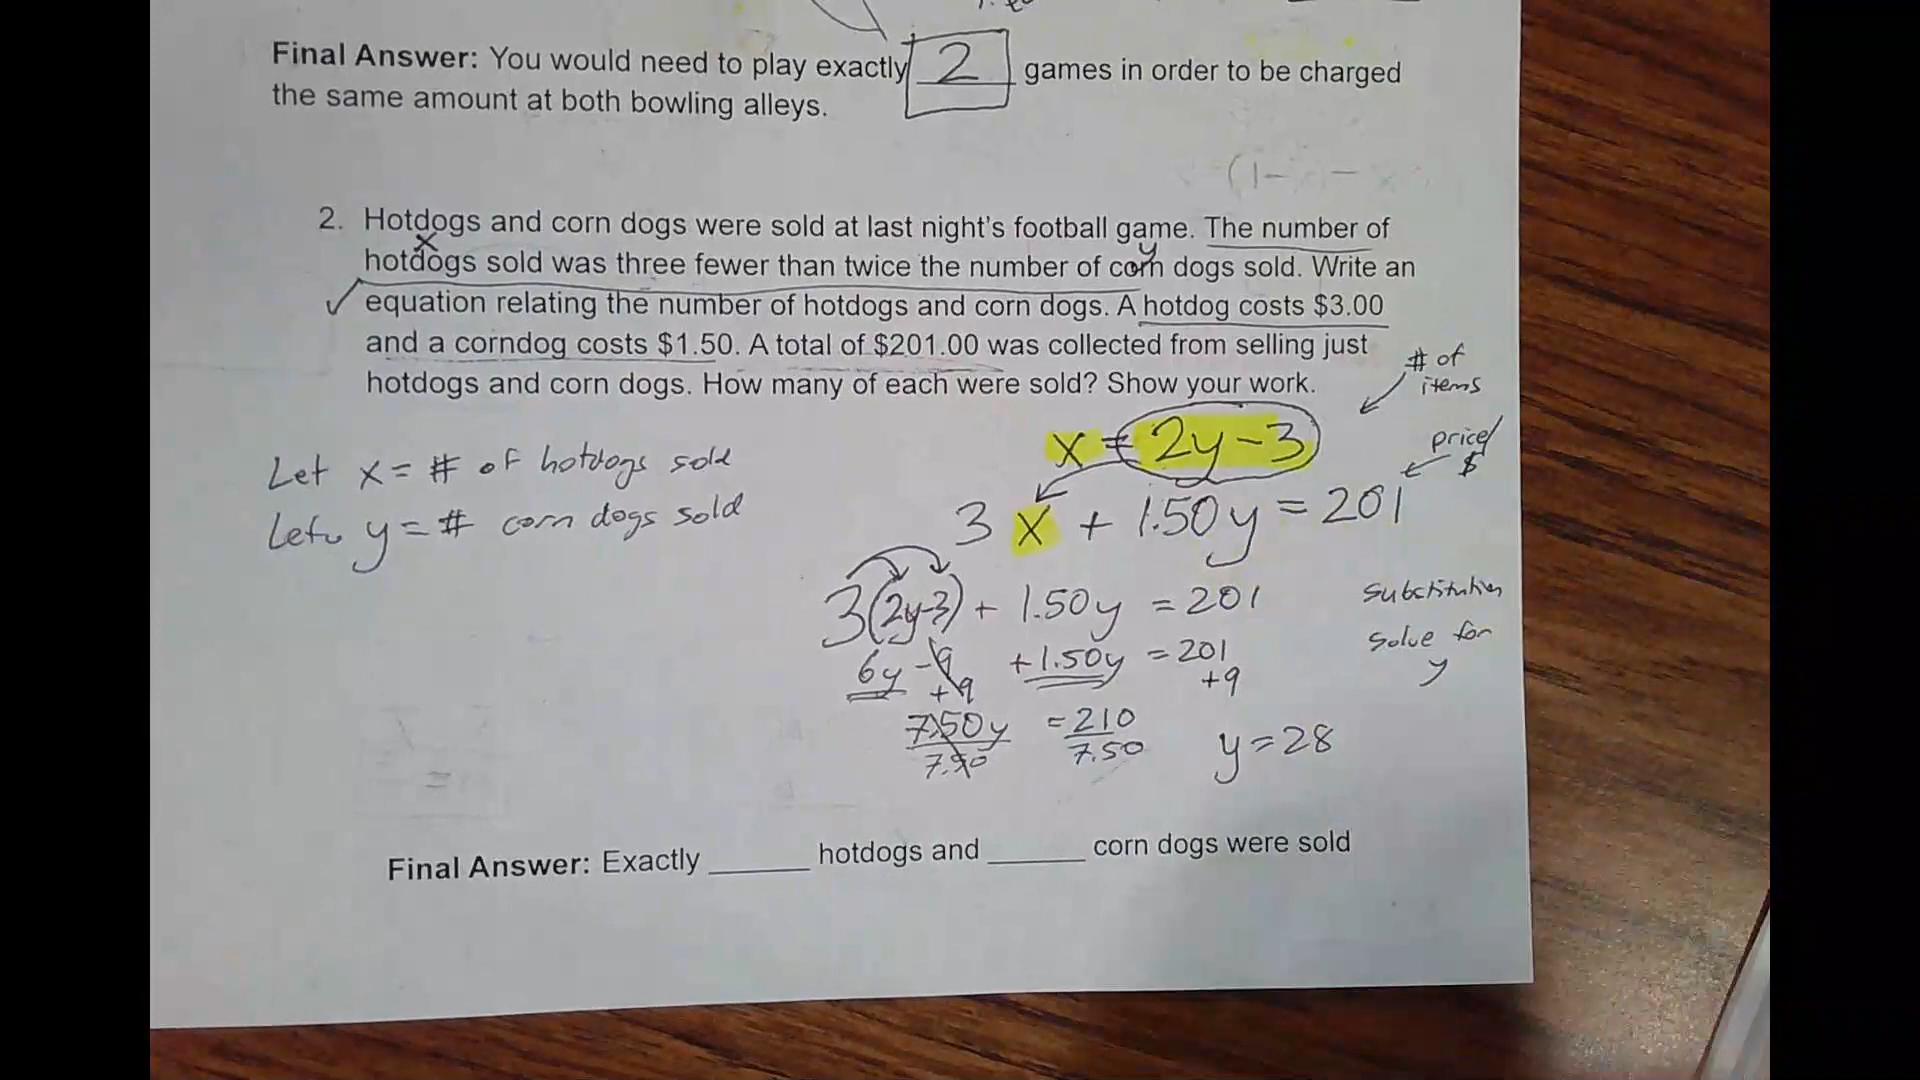 Final Answer: You would need to play exactly 2 games in order to be charged
the same amount at both bowling alleys.
2. Hotdogs and corn dogs were sold at last night's football game. The number of
x y
hotdogs sold was three fewer than twice the number of corn dogs sold. Write an
✓ equation relating the number of hotdogs and corn dogs. A hotdog costs $3.00
and a corndog costs $1.50. A total of $201.00 was collected from selling just
hotdogs and corn dogs. How many of each were sold? Show your work.
# of
items
x = 2y - 3
price/
$
Let x = # of hotdogs sold
Let y = # corn dogs sold
3x + 1.50y = 201
3(2y-3) + 1.50y = 201
substitution
6y - 9 + 1.50y = 201
solve for
y
+9 +9
7.50y = 210
7.50 7.50
y = 28
Final Answer: Exactly ______ hotdogs and ______ corn dogs were sold